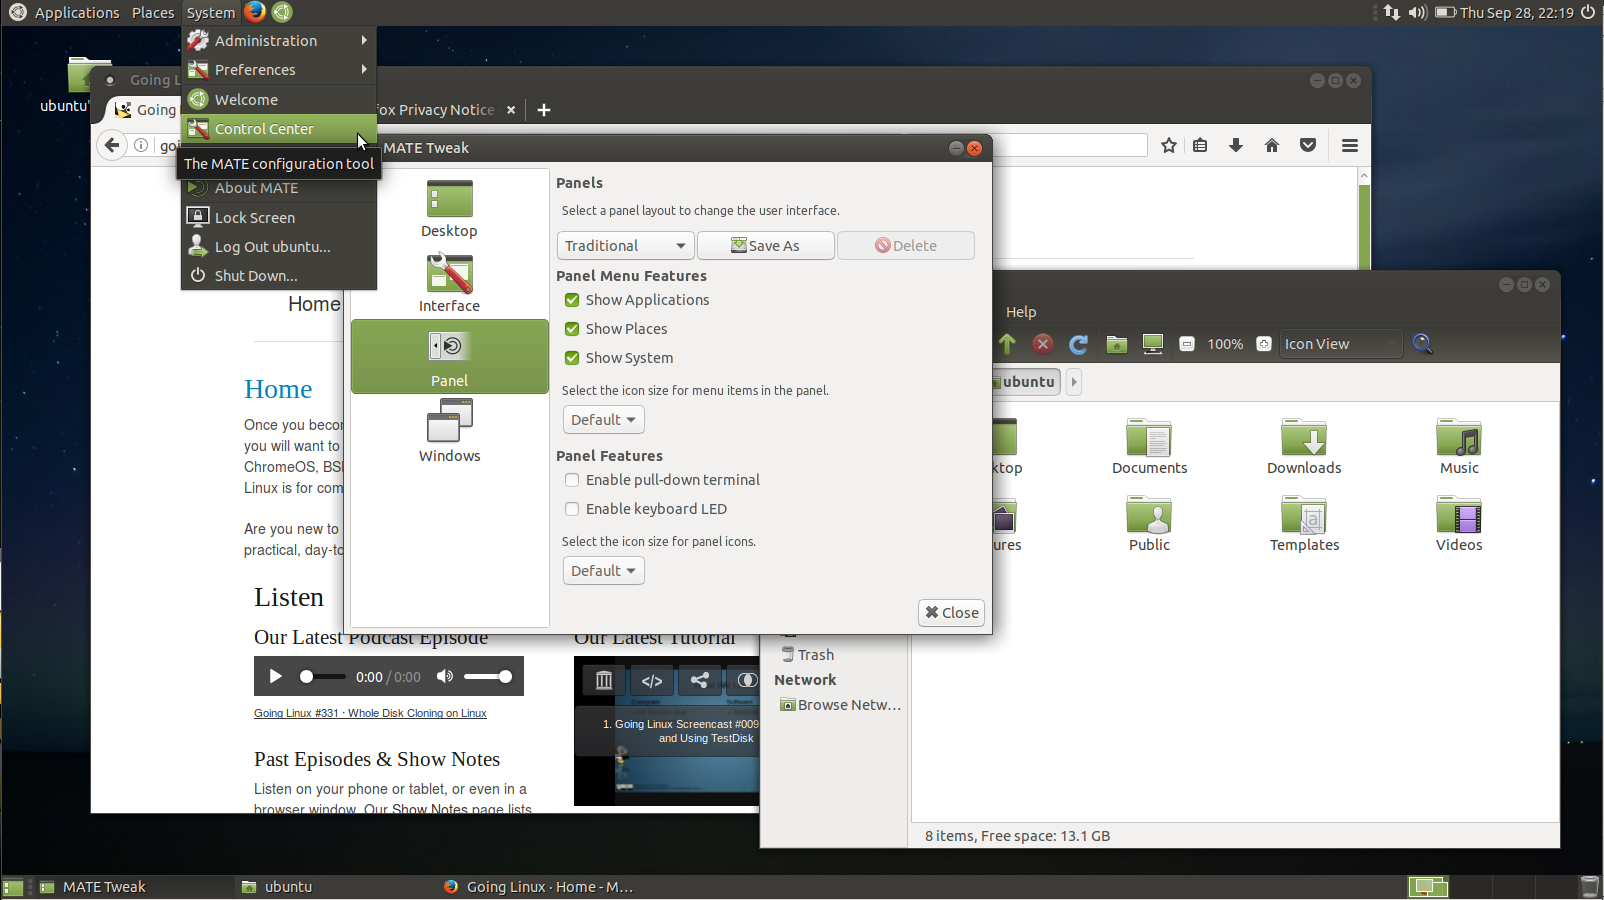 Applications Places System
Thu Sep 28, 22:19
Administration
Preferences
Welcome
Control Center
The MATE configuration tool
About MATE
Lock Screen
Log Out ubuntu...
Shut Down...
Going L
Going
fox Privacy Notice
MATE Tweak
Desktop
Interface
Panel
Windows
Panels
Select a panel layout to change the user interface.
Traditional
Save As
Delete
Panel Menu Features
Show Applications
Show Places
Show System
Select the icon size for menu items in the panel.
Default
Panel Features
Enable pull-down terminal
Enable keyboard LED
Select the icon size for panel icons.
Default
Close
Home
Home
Once you becor
you will want to
ChromeOS, BSI
Linux is for com
Are you new to
practical, day-to
Listen
Our Latest Podcast Episode
0:00 / 0:00
Going Linux #331 · Whole Disk Cloning on Linux
Past Episodes & Show Notes
Listen on your phone or tablet, or even in a
browser window. Our Show Notes page lists
Our Latest Tutorial
1. Going Linux Screencast #009
and Using TestDisk
Help
100%
Icon View
ubuntu
ktop
Documents
Downloads
Music
ures
Public
Templates
Videos
Trash
Network
Browse Netw...
8 items, Free space: 13.1 GB
MATE Tweak
ubuntu
Going Linux · Home - M...